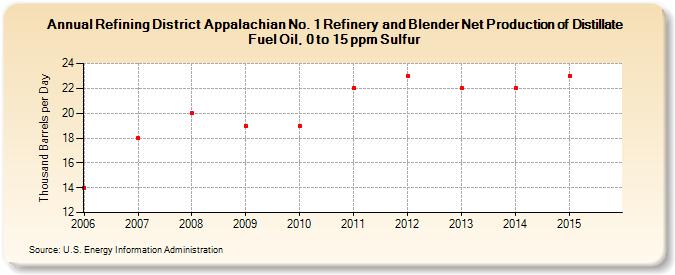 Annual Refining District Appalachian No. 1 Refinery and Blender Net Production of Distillate
Fuel Oil, 0 to 15 ppm Sulfur
Thousand Barrels per Day
24
22
20
18
16
14
12
2006 2007 2008 2009 2010 2011 2012 2013 2014 2015
Source: U.S. Energy Information Administration